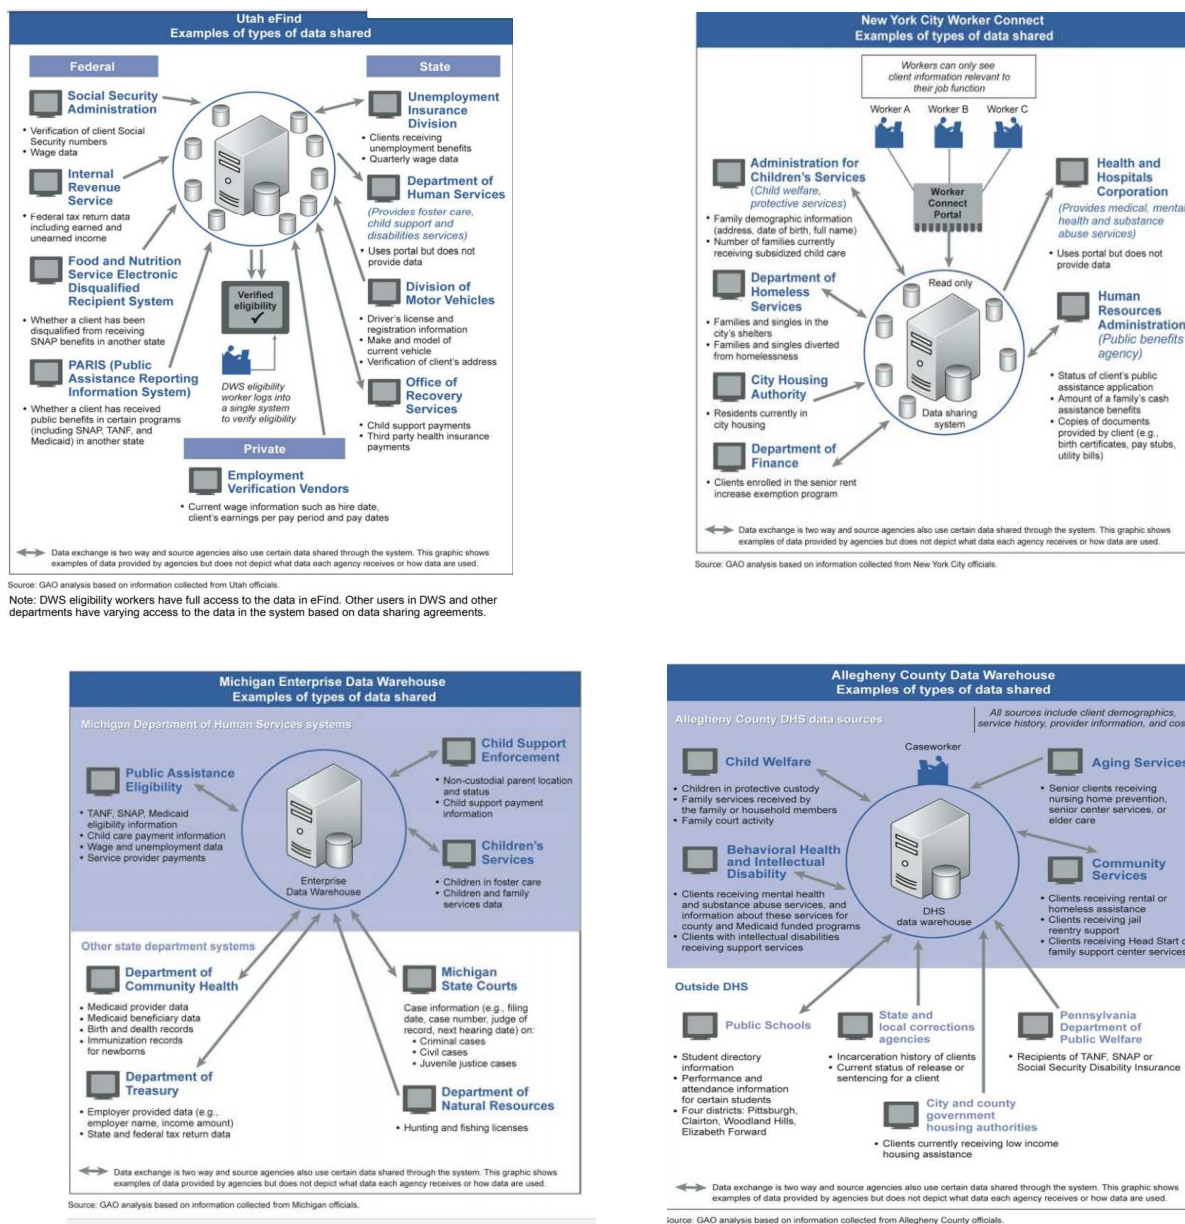 Utah eFind
Examples of types of data shared
Federal
Social Security
Administration
• Verification of client Social
Security numbers
• Wage data
Internal
Revenue
Service
• Federal tax return data
including earned and
unearned income
Food and Nutrition
Service Electronic
Disqualified
Recipient System
• Whether a client has been
disqualified from receiving
SNAP benefits in another state
PARIS (Public
Assistance Reporting
Information System)
• Whether a client has received
public benefits in certain programs
(including SNAP, TANF, and
Medicaid) in another state
Verified
eligibility
DWS eligibility
worker logs into
a single system
to verify eligibility
State
Unemployment
Insurance
Division
• Clients receiving
unemployment benefits
• Quarterly wage data
Department of
Human Services
(Provides foster care,
child support and
disabilities services)
• Uses portal but does not
provide data
Division of
Motor Vehicles
• Driver's license and
registration information
• Make and model of
current vehicle
• Verification of client's address
Office of
Recovery
Services
• Child support payments
• Third party health insurance
payments
Private
Employment
Verification Vendors
• Current wage information such as hire date,
client's earnings per pay period and pay dates
Data exchange is two way and source agencies also use certain data shared through the system. This graphic shows
examples of data provided by agencies but does not depict what data each agency receives or how data are used.
Source: GAO analysis based on information collected from Utah officials.
Note: DWS eligibility workers have full access to the data in eFind. Other users in DWS and other
departments have varying access to the data in the system based on data sharing agreements.
New York City Worker Connect
Examples of types of data shared
Workers can only see
client information relevant to
their job function
Worker A Worker B Worker C
Worker
Connect
Portal
Administration for
Children's Services
(Child welfare,
protective services)
• Family demographic information
(address, date of birth, full name)
• Number of families currently
receiving subsidized child care
Department of
Homeless
Services
• Families and singles in the
city's shelters
• Families and singles diverted
from homelessness
City Housing
Authority
• Residents currently in
city housing
Department of
Finance
• Clients enrolled in the senior rent
increase exemption program
Read only
Data sharing
system
Health and
Hospitals
Corporation
(Provides medical, mental
health and substance
abuse services)
• Uses portal but does not
provide data
Human
Resources
Administration
(Public benefits
agency)
• Status of client's public
assistance application
• Amount of a family's cash
assistance benefits
• Copies of documents
provided by client (e.g.,
birth certificates, pay stubs,
utility bills)
Data exchange is two way and source agencies also use certain data shared through the system. This graphic shows
examples of data provided by agencies but does not depict what data each agency receives or how data are used.
Source: GAO analysis based on information collected from New York City officials.
Michigan Enterprise Data Warehouse
Examples of types of data shared
Michigan Department of Human Services systems
Public Assistance
Eligibility
• TANF, SNAP, Medicaid
eligibility information
• Child care payment information
• Wage and unemployment data
• Service provider payments
Enterprise
Data Warehouse
Child Support
Enforcement
• Non-custodial parent location
and status
• Child support payment
information
Children's
Services
• Children in foster care
• Children and family
services data
Other state department systems
Department of
Community Health
• Medicaid provider data
• Medicaid beneficiary data
• Birth and dealth records
• Immunization records
for newborns
Department of
Treasury
• Employer provided data (e.g.,
employer name, income amount)
• State and federal tax return data
Michigan
State Courts
Case information (e.g., filing
date, case number, judge of
record, next hearing date) on:
• Criminal cases
• Civil cases
• Juvenile justice cases
Department of
Natural Resources
• Hunting and fishing licenses
Data exchange is two way and source agencies also use certain data shared through the system. This graphic shows
examples of data provided by agencies but does not depict what data each agency receives or how data are used.
Source: GAO analysis based on information collected from Michigan officials.
Allegheny County Data Warehouse
Examples of types of data shared
Allegheny County DHS data sources
All sources include client demographics,
service history, provider information, and cos
Child Welfare
• Children in protective custody
• Family services received by
the family or household members
• Family court activity
Behavioral Health
and Intellectual
Disability
• Clients receiving mental health
and substance abuse services, and
information about these services for
county and Medicaid funded programs
• Clients with intellectual disabilities
receiving support services
Caseworker
DHS
data warehouse
Aging Services
• Senior clients receiving
nursing home prevention,
senior center services, or
elder care
Community
Services
• Clients receiving rental or
homeless assistance
• Clients receiving jail
reentry support
• Clients receiving Head Start o
family support center services
Outside DHS
Public Schools
• Student directory
information
• Performance and
attendance information
for certain students
• Four districts: Pittsburgh,
Clairton, Woodland Hills,
Elizabeth Forward
State and
local corrections
agencies
• Incarceration history of clients
• Current status of release or
sentencing for a client
City and county
government
housing authorities
• Clients currently receiving low income
housing assistance
Pennsylvania
Department of
Public Welfare
• Recipients of TANF, SNAP or
Social Security Disability Insurance
Data exchange is two way and source agencies also use certain data shared through the system. This graphic shows
examples of data provided by agencies but does not depict what data each agency receives or how data are used.
ource: GAO analysis based on information collected from Allegheny County officials.